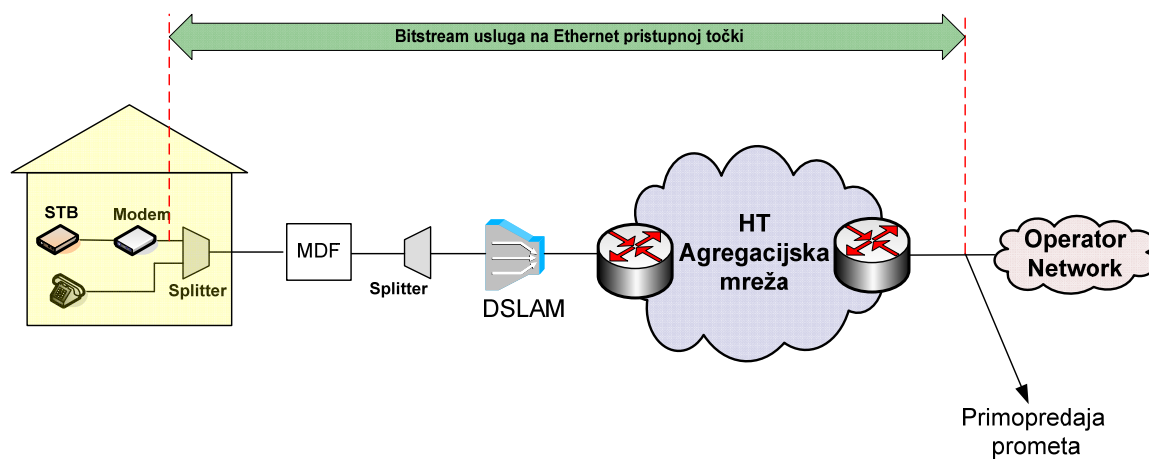 Bitstream usluga na Ethernet pristupnoj točki
STB
Modem
Splitter
MDF
Splitter
DSLAM
HT
Agregacijska
mreža
Operator
Network
Primopredaja
prometa